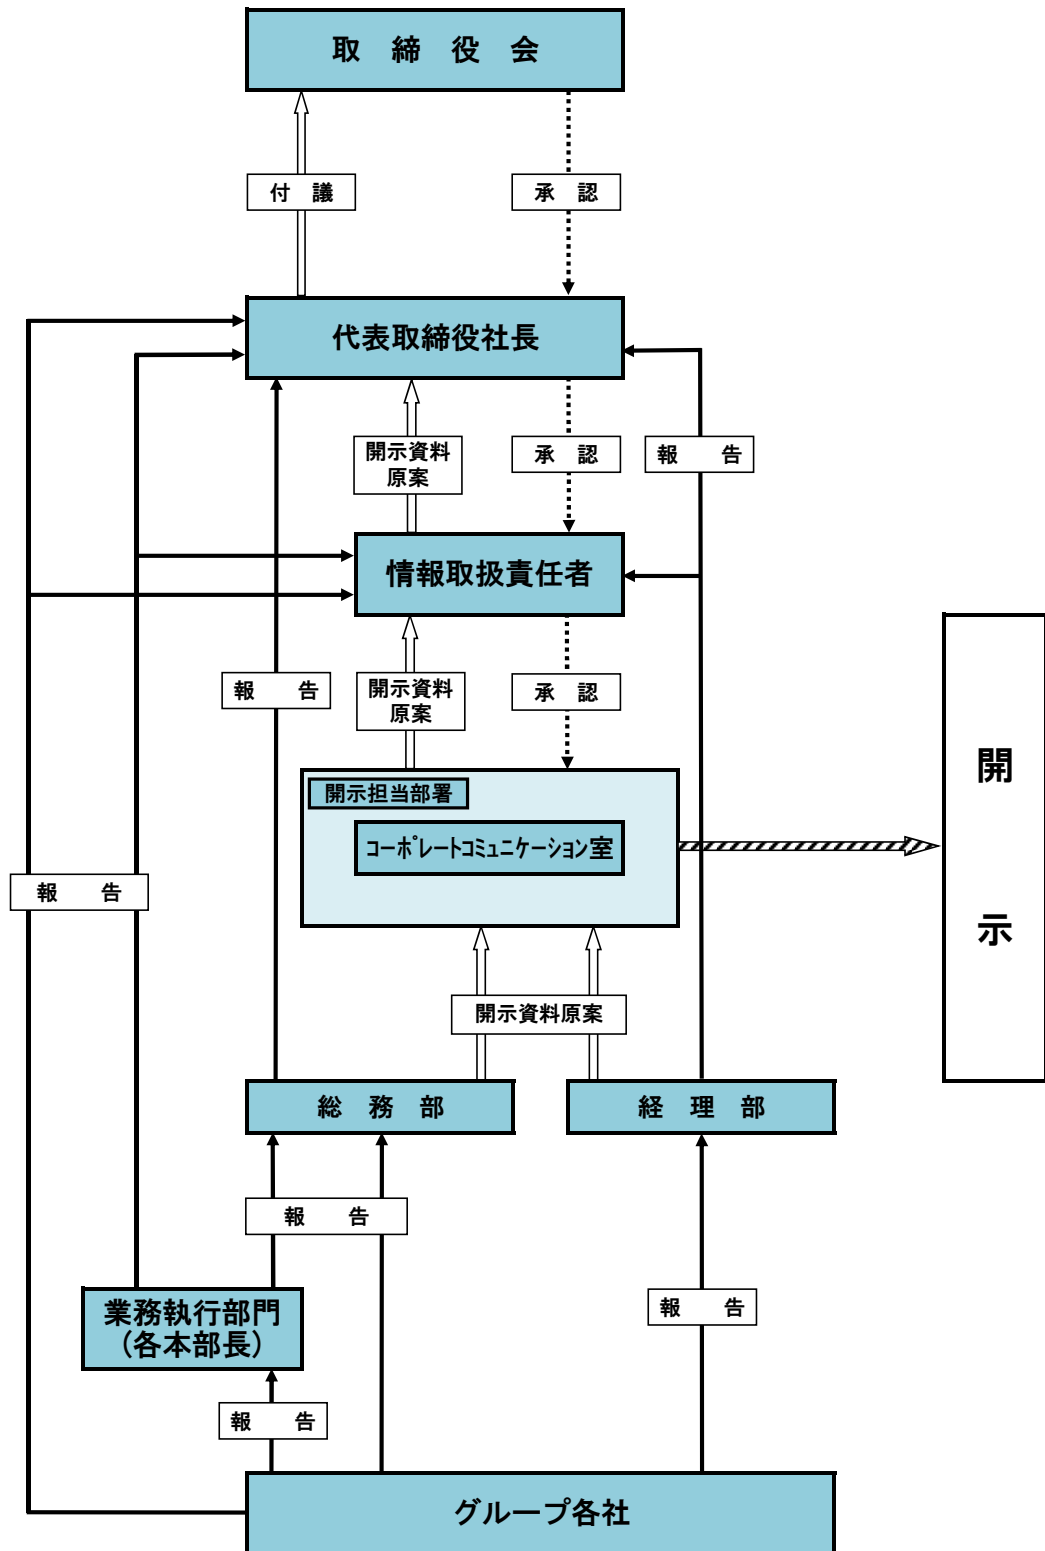 取　締　役　会
付　議
承　認
代表取締役社長
開示資料
原案
承　認
報　　告
情報取扱責任者
報　　告
開示資料
原案
承　認
開示担当部署
コーポレートコミュニケーション室
開
示
報　　告
開示資料原案
総　務　部
経　理　部
報　　告
業務執行部門
（各本部長）
報　　告
報　　告
グループ各社